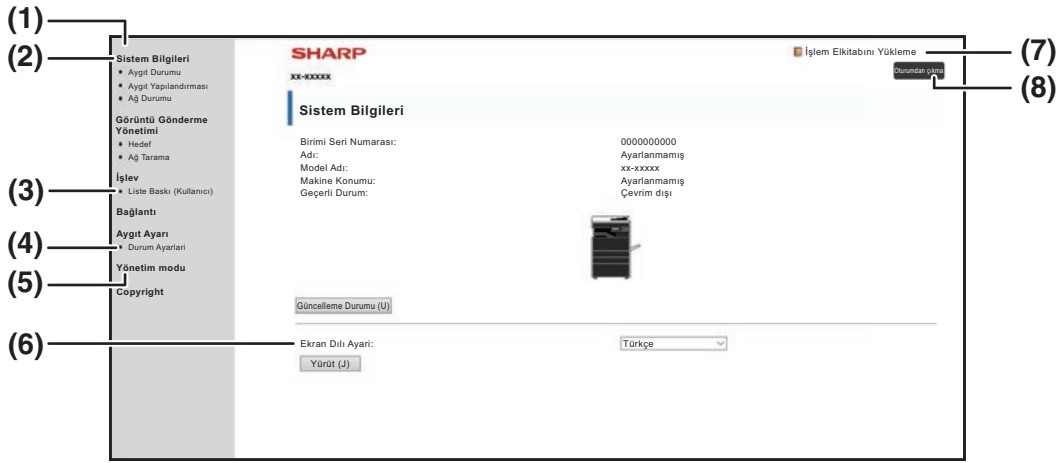 (1)
(2)
(3)
(4)
(5)
(6)
(7)
(8)
Sistem Bilgileri
Aygıt Durumu
Aygıt Yapılandırması
Ağ Durumu
Görüntü Gönderme
Yönetimi
Hedef
Ağ Tarama
İşlev
Liste Baskı (Kullanıcı)
Bağlantı
Aygıt Ayarı
Durum Ayarlari
Yönetim modu
Copyright
SHARP
xx-xxxxx
İşlem Elkitabını Yükleme
Oturumdan çıkma
Sistem Bilgileri
Birimi Seri Numarası: 0000000000
Adı: Ayarlanmamış
Model Adı: xx-xxxxx
Makine Konumu: Ayarlanmamış
Geçerli Durum: Çevrim dışı
Güncelleme Durumu (U)
Ekran Dılı Ayari: Türkçe
Yürüt (J)